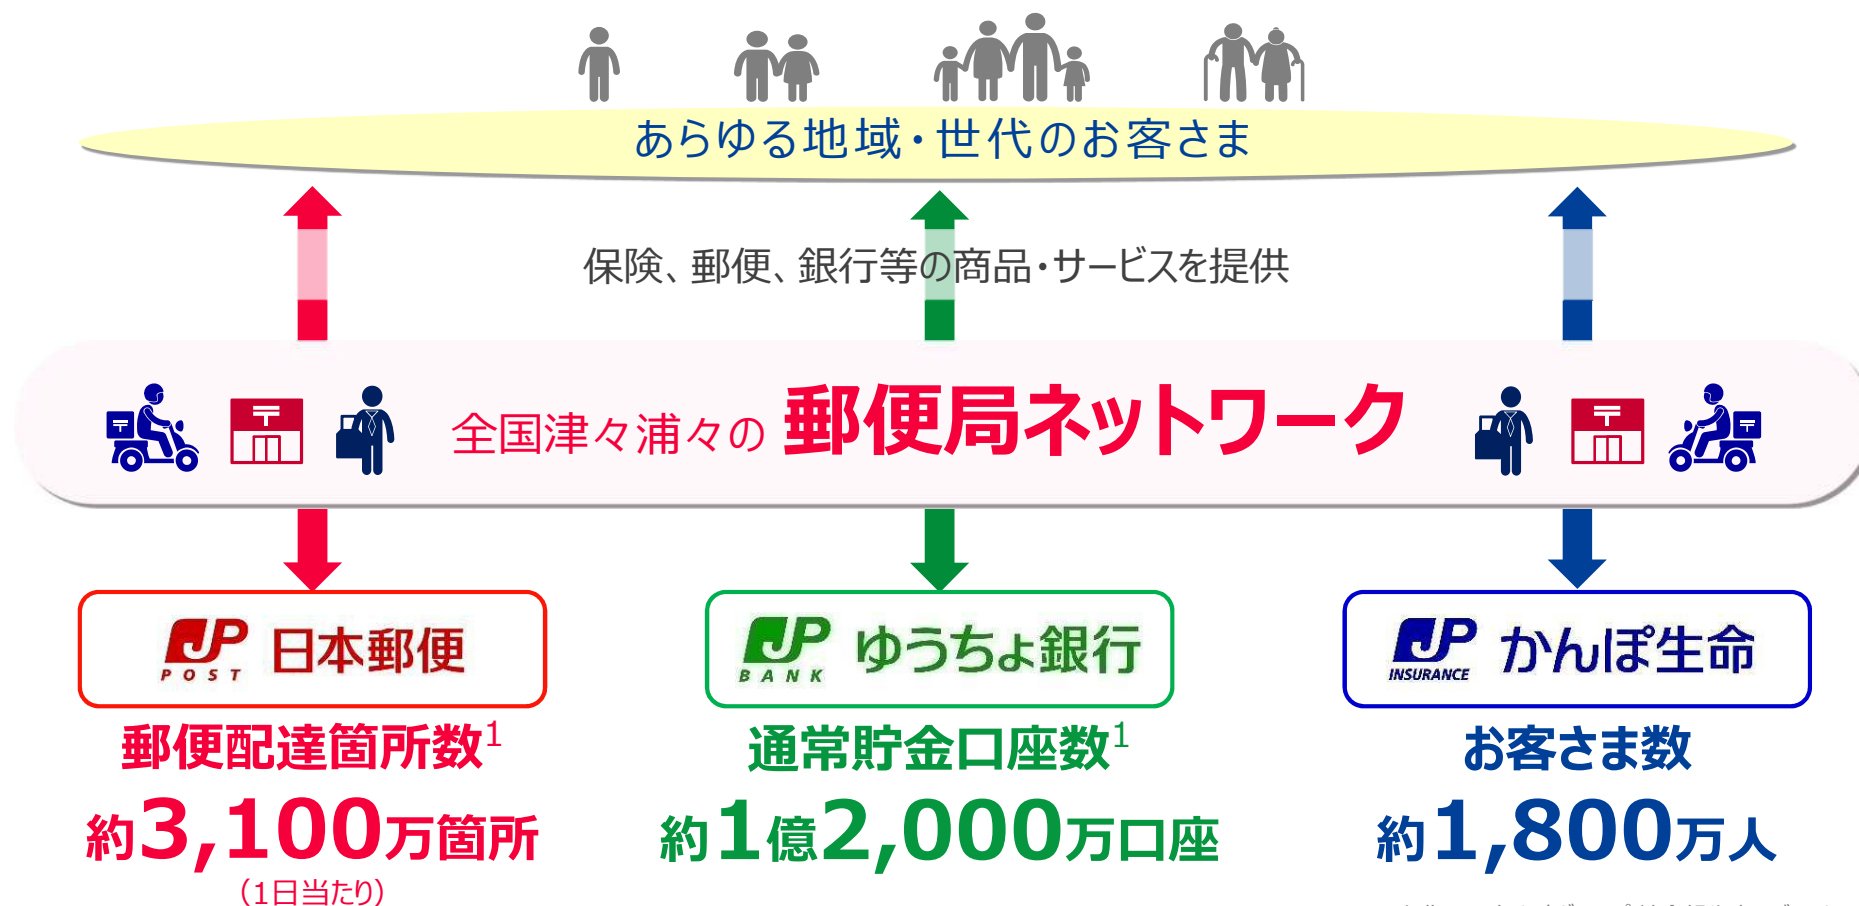 あらゆる地域・世代のお客さま
保険、郵便、銀行等の商品・サービスを提供
全国津々浦々の 郵便局ネットワーク
JP POST 日本郵便
JP BANK ゆうちょ銀行
JP INSURANCE かんぽ生命
郵便配達箇所数1
通常貯金口座数1
お客さま数
約3,100万箇所
約1億2,000万口座
約1,800万人
（1日当たり）